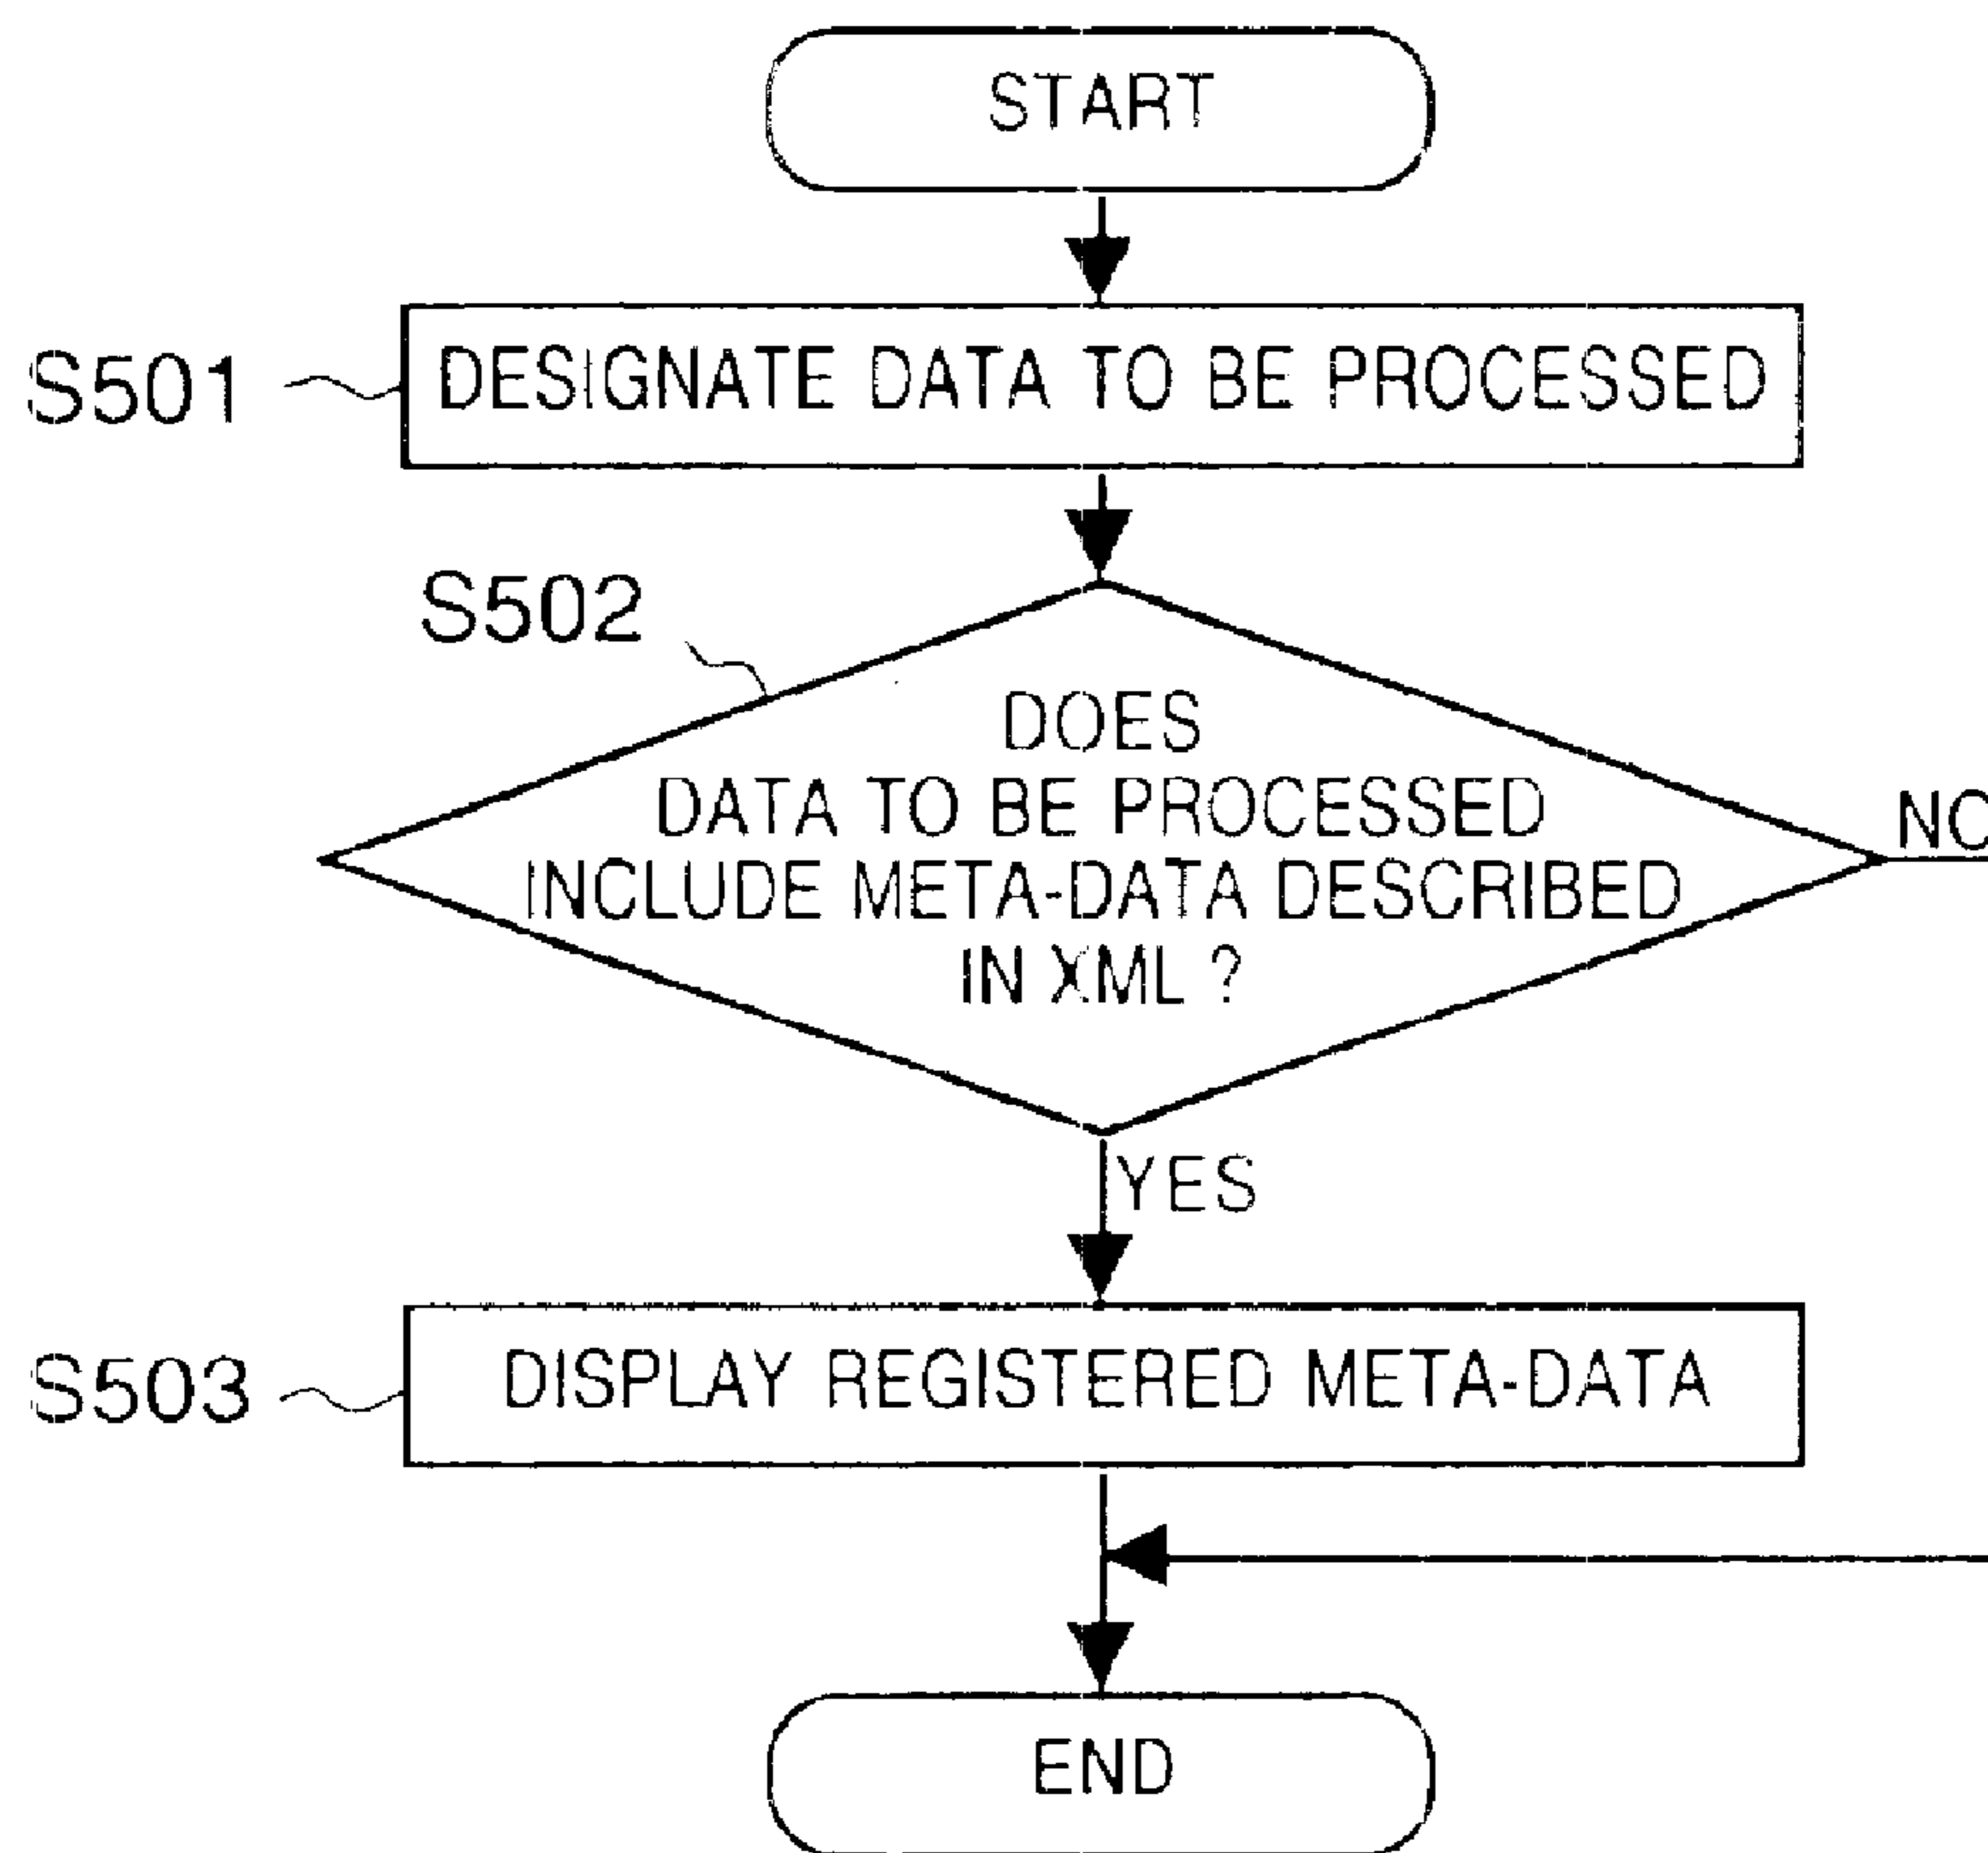 START
S501
DESIGNATE DATA TO BE PROCESSED
S502
DOES
DATA TO BE PROCESSED
INCLUDE META-DATA DESCRIBED
IN XML ?
NO
YES
S503
DISPLAY REGISTERED META-DATA
END